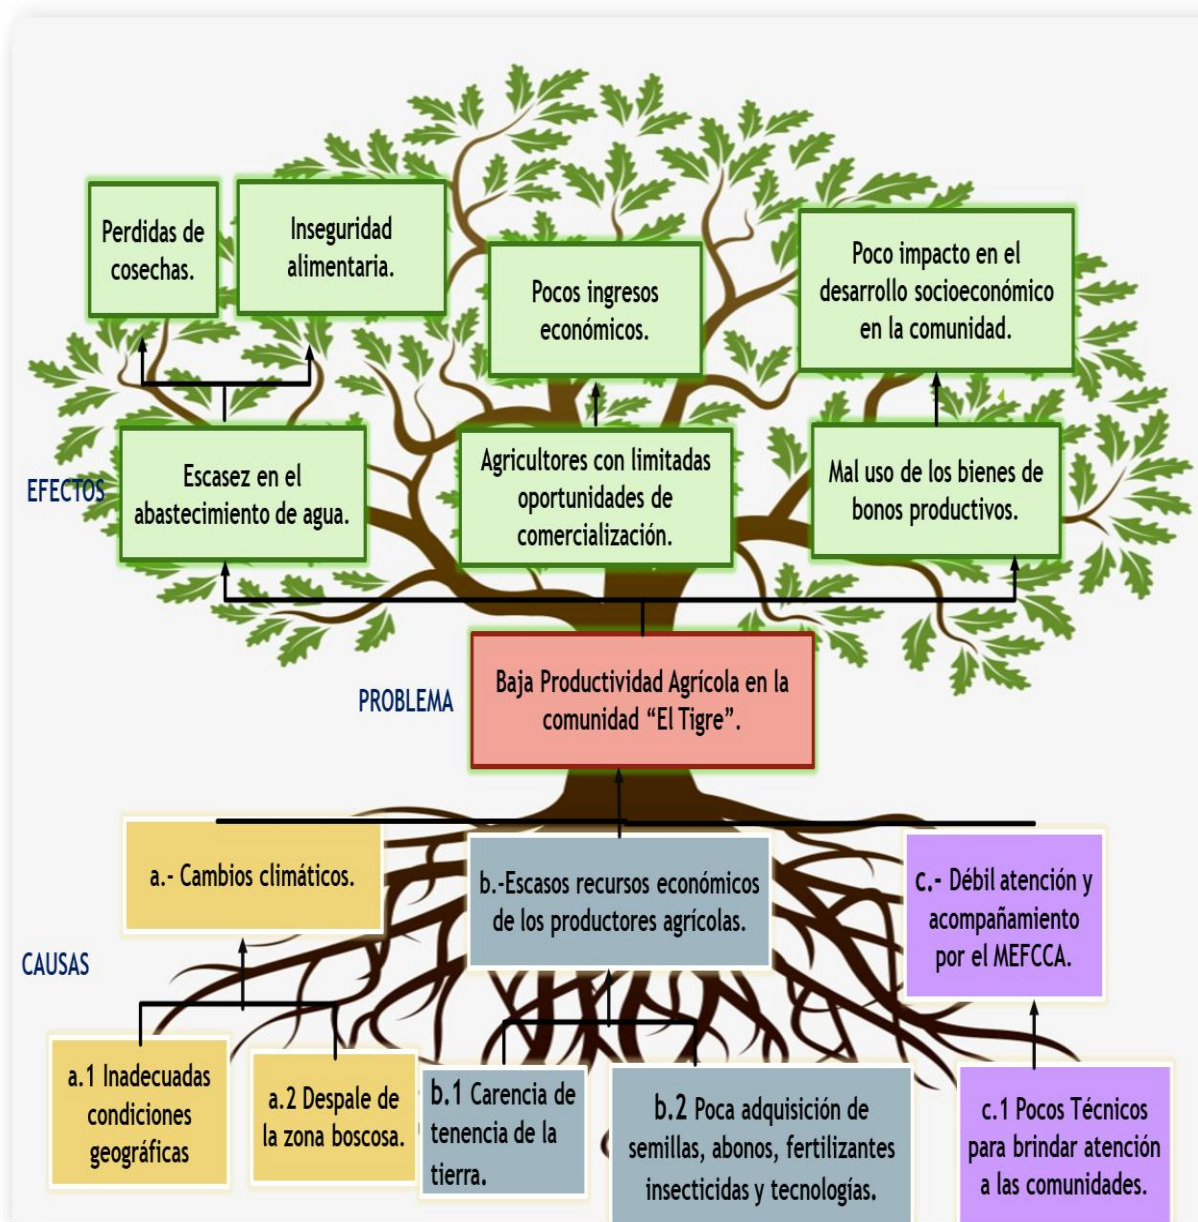 Perdidas de
cosechas.
Inseguridad
alimentaria.
Pocos ingresos
económicos.
Poco impacto en el
desarrollo socioeconómico
en la comunidad.
EFECTOS
Escasez en el
abastecimiento de agua.
Agricultores con limitadas
oportunidades de
comercialización.
Mal uso de los bienes de
bonos productivos.
PROBLEMA
Baja Productividad Agrícola en la
comunidad “El Tigre”.
CAUSAS
a.- Cambios climáticos.
b.-Escasos recursos económicos
de los productores agrícolas.
c.- Débil atención y
acompañamiento
por el MEFCCA.
a.1 Inadecuadas
condiciones
geográficas
a.2 Despale de
la zona boscosa.
b.1 Carencia de
tenencia de la
tierra.
b.2 Poca adquisición de
semillas, abonos, fertilizantes
insecticidas y tecnologías.
c.1 Pocos Técnicos
para brindar atención
a las comunidades.